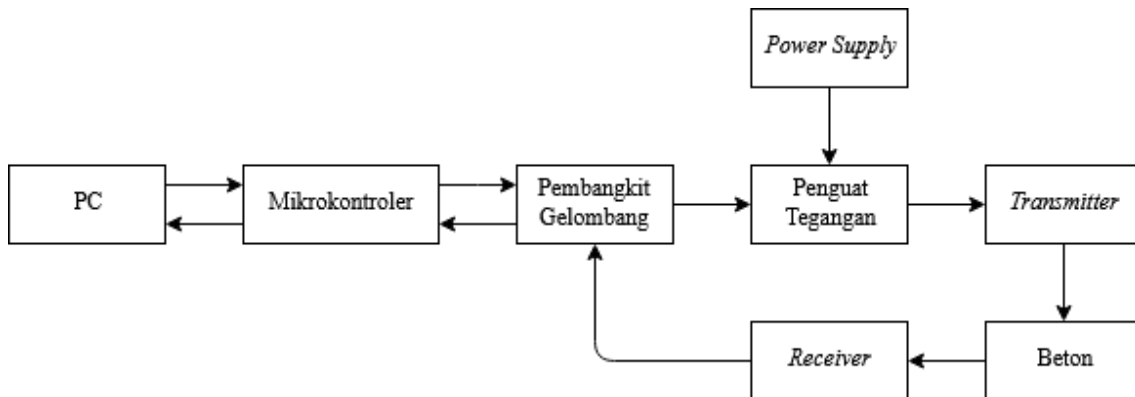 Power Supply
PC
Mikrokontroler
Pembangkit
Gelombang
Penguat
Tegangan
Transmitter
Receiver
Beton